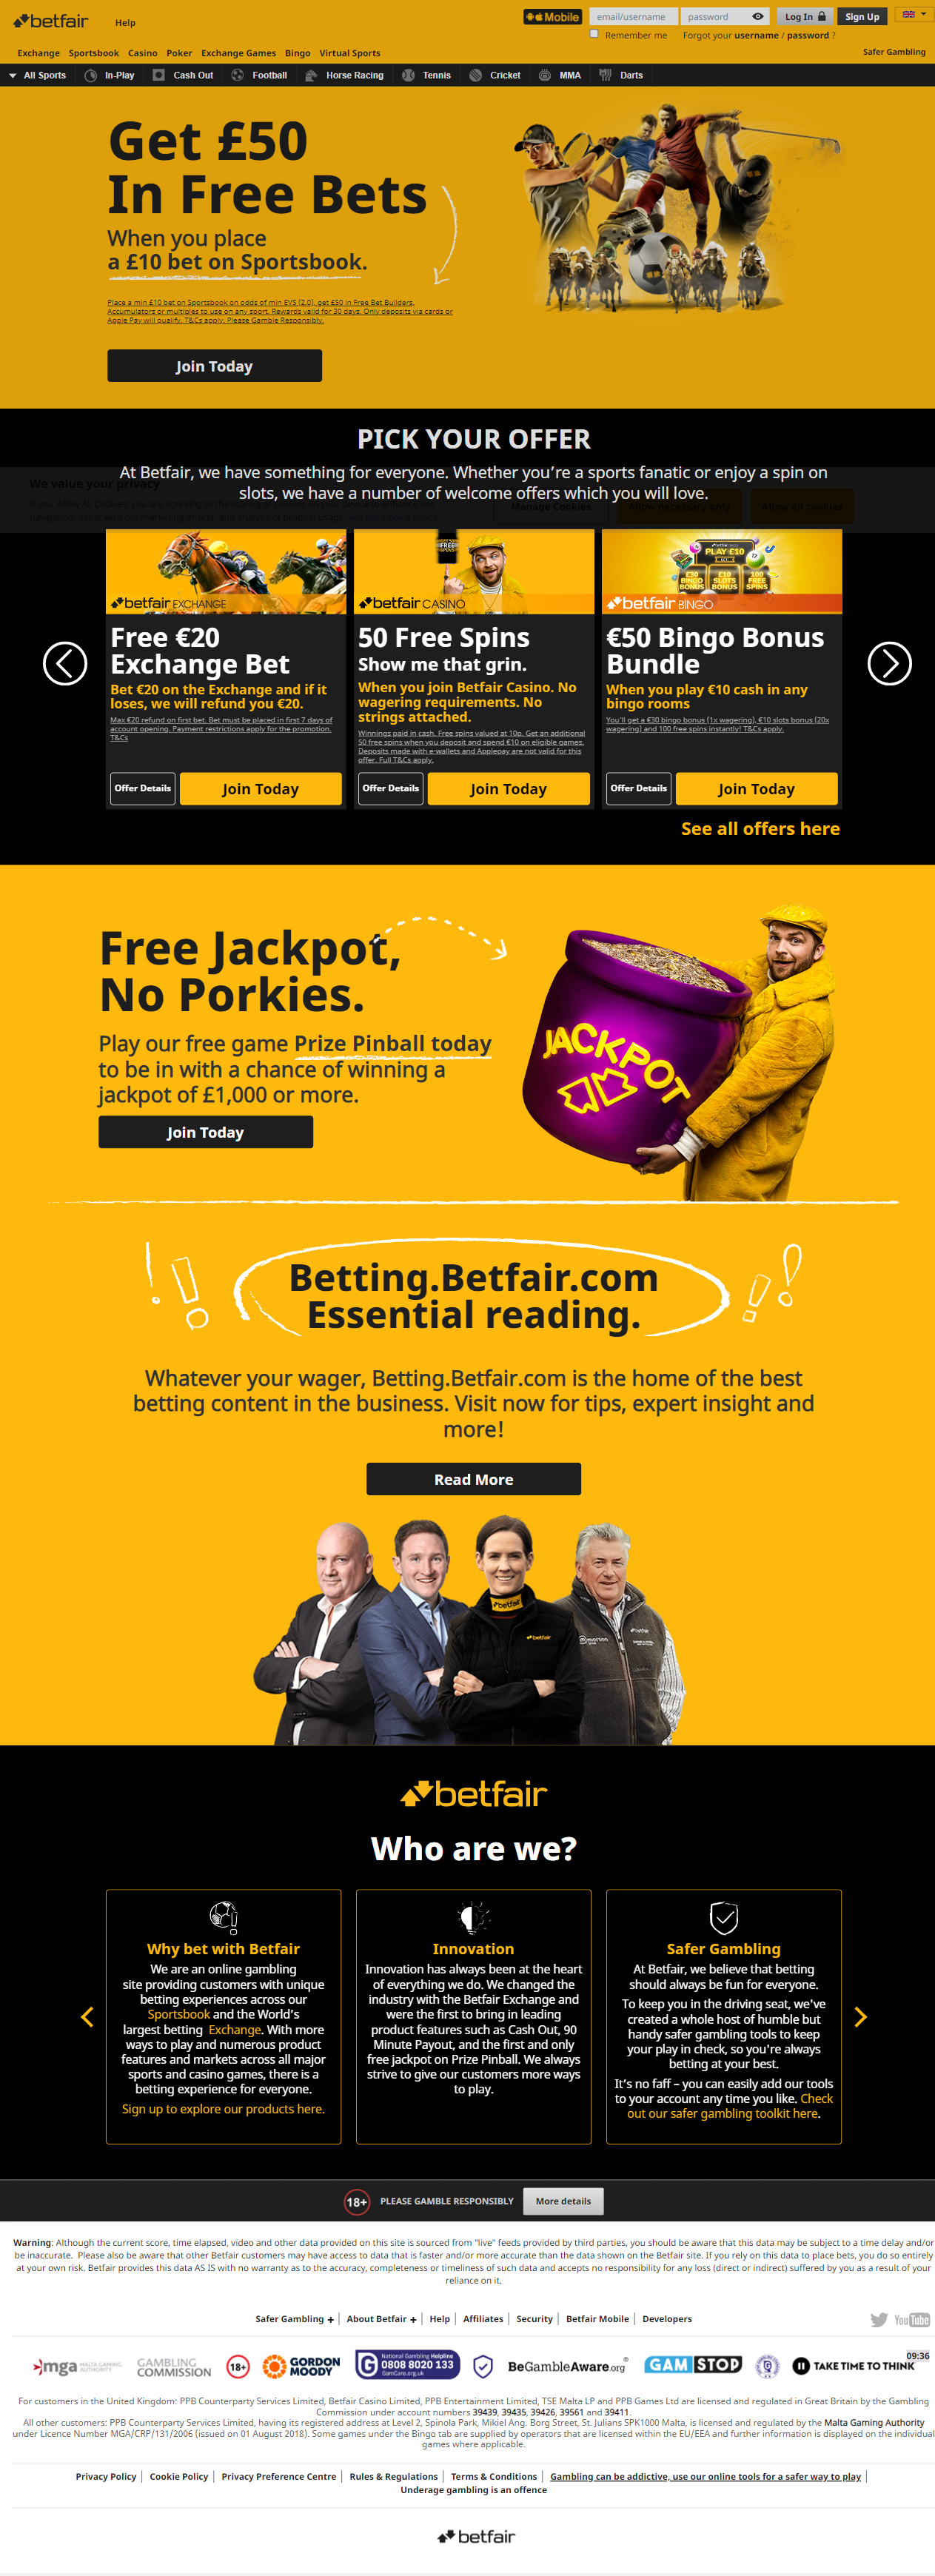 betfair
Help
Mobile
email/username
password
Log In
Sign Up
Remember me
Forgot your username / password ?
Exchange Sportsbook Casino Poker Exchange Games Bingo Virtual Sports
Safer Gambling
All Sports In-Play Cash Out Football Horse Racing Tennis Cricket MMA Darts
Get £50
In Free Bets
When you place
a £10 bet on Sportsbook.
Place a min £10 bet on Sportsbook on odds of min EVS (2.0), get £50 in Free Bet Builders,
Accumulators or multiples to use on any sport. Rewards valid for 30 days. Only deposits via cards or
Apple Pay will qualify. T&Cs apply. Please Gamble Responsibly.
Join Today
PICK YOUR OFFER
At Betfair, we have something for everyone. Whether you're a sports fanatic or enjoy a spin on
slots, we have a number of welcome offers which you will love.
We value your privacy
Manage Cookies
Allow necessary only
Allow all cookies
betfair EXCHANGE
Free €20
Exchange Bet
Bet €20 on the Exchange and if it
loses, we will refund you €20.
Max €20 refund on first bet. Bet must be placed in first 7 days of
account opening. Payment restrictions apply for the promotion.
T&Cs
Offer Details
Join Today
FREE
betfair CASINO
50 Free Spins
Show me that grin.
When you join Betfair Casino. No
wagering requirements. No
strings attached.
Winnings paid in cash. Free spins valued at 10p. Get an additional
50 free spins when you deposit and spend €10 on eligible games.
Deposits made with e-wallets and Applepay are not valid for this
offer. Full T&Cs apply.
Offer Details
Join Today
PLAY £10
£30 BINGO BONUS
£10 SLOTS BONUS
100 FREE SPINS
betfair BINGO
€50 Bingo Bonus
Bundle
When you play €10 cash in any
bingo rooms
You'll get a €30 bingo bonus (1x wagering), €10 slots bonus (20x
wagering) and 100 free spins instantly! T&Cs apply.
Offer Details
Join Today
See all offers here
Free Jackpot,
No Porkies.
Play our free game Prize Pinball today
to be in with a chance of winning a
jackpot of £1,000 or more.
Join Today
JACKPOT
Betting.Betfair.com
Essential reading.
Whatever your wager, Betting.Betfair.com is the home of the best
betting content in the business. Visit now for tips, expert insight and
more!
Read More
betfair
betfair
betfair
betfair
Who are we?
Why bet with Betfair
We are an online gambling
site providing customers with unique
betting experiences across our
Sportsbook and the World's
largest betting Exchange. With more
ways to play and numerous product
features and markets across all major
sports and casino games, there is a
betting experience for everyone.
Sign up to explore our products here.
Innovation
Innovation has always been at the heart
of everything we do. We changed the
industry with the Betfair Exchange and
were the first to bring in leading
product features such as Cash Out, 90
Minute Payout, and the first and only
free jackpot on Prize Pinball. We always
strive to give our customers more ways
to play.
Safer Gambling
At Betfair, we believe that betting
should always be fun for everyone.
To keep you in the driving seat, we've
created a whole host of humble but
handy safer gambling tools to keep
your play in check, so you're always
betting at your best.
It's no faff – you can easily add our tools
to your account any time you like. Check
out our safer gambling toolkit here.
18+ PLEASE GAMBLE RESPONSIBLY More details
Warning: Although the current score, time elapsed, video and other data provided on this site is sourced from "live" feeds provided by third parties, you should be aware that this data may be subject to a time delay and/or
be inaccurate. Please also be aware that other Betfair customers may have access to data that is faster and/or more accurate than the data shown on the Betfair site. If you rely on this data to place bets, you do so entirely
at your own risk. Betfair provides this data AS IS with no warranty as to the accuracy, completeness or timeliness of such data and accepts no responsibility for any loss (direct or indirect) suffered by you as a result of your
reliance on it.
Safer Gambling + About Betfair + Help Affiliates Security Betfair Mobile Developers
YouTube
09:36
mga MALTA GAMING AUTHORITY
GAMBLING COMMISSION
18+
GORDON MOODY
National Gambling Helpline
0808 8020 133
GamCare.org.uk
BeGambleAware.org®
GAMSTOP
TAKE TIME TO THINK
For customers in the United Kingdom: PPB Counterparty Services Limited, Betfair Casino Limited, PPB Entertainment Limited, TSE Malta LP and PPB Games Ltd are licensed and regulated in Great Britain by the Gambling
Commission under account numbers 39439, 39435, 39426, 39561 and 39411.
All other customers: PPB Counterparty Services Limited, having its registered address at Level 2, Spinola Park, Mikiel Ang. Borg Street, St. Julians SPK1000 Malta, is licensed and regulated by the Malta Gaming Authority
under Licence Number MGA/CRP/131/2006 (issued on 01 August 2018). Some games under the Bingo tab are supplied by operators that are licensed within the EU/EEA and further information is displayed on the individual
games where applicable.
Privacy Policy Cookie Policy Privacy Preference Centre Rules & Regulations Terms & Conditions Gambling can be addictive, use our online tools for a safer way to play
Underage gambling is an offence
betfair